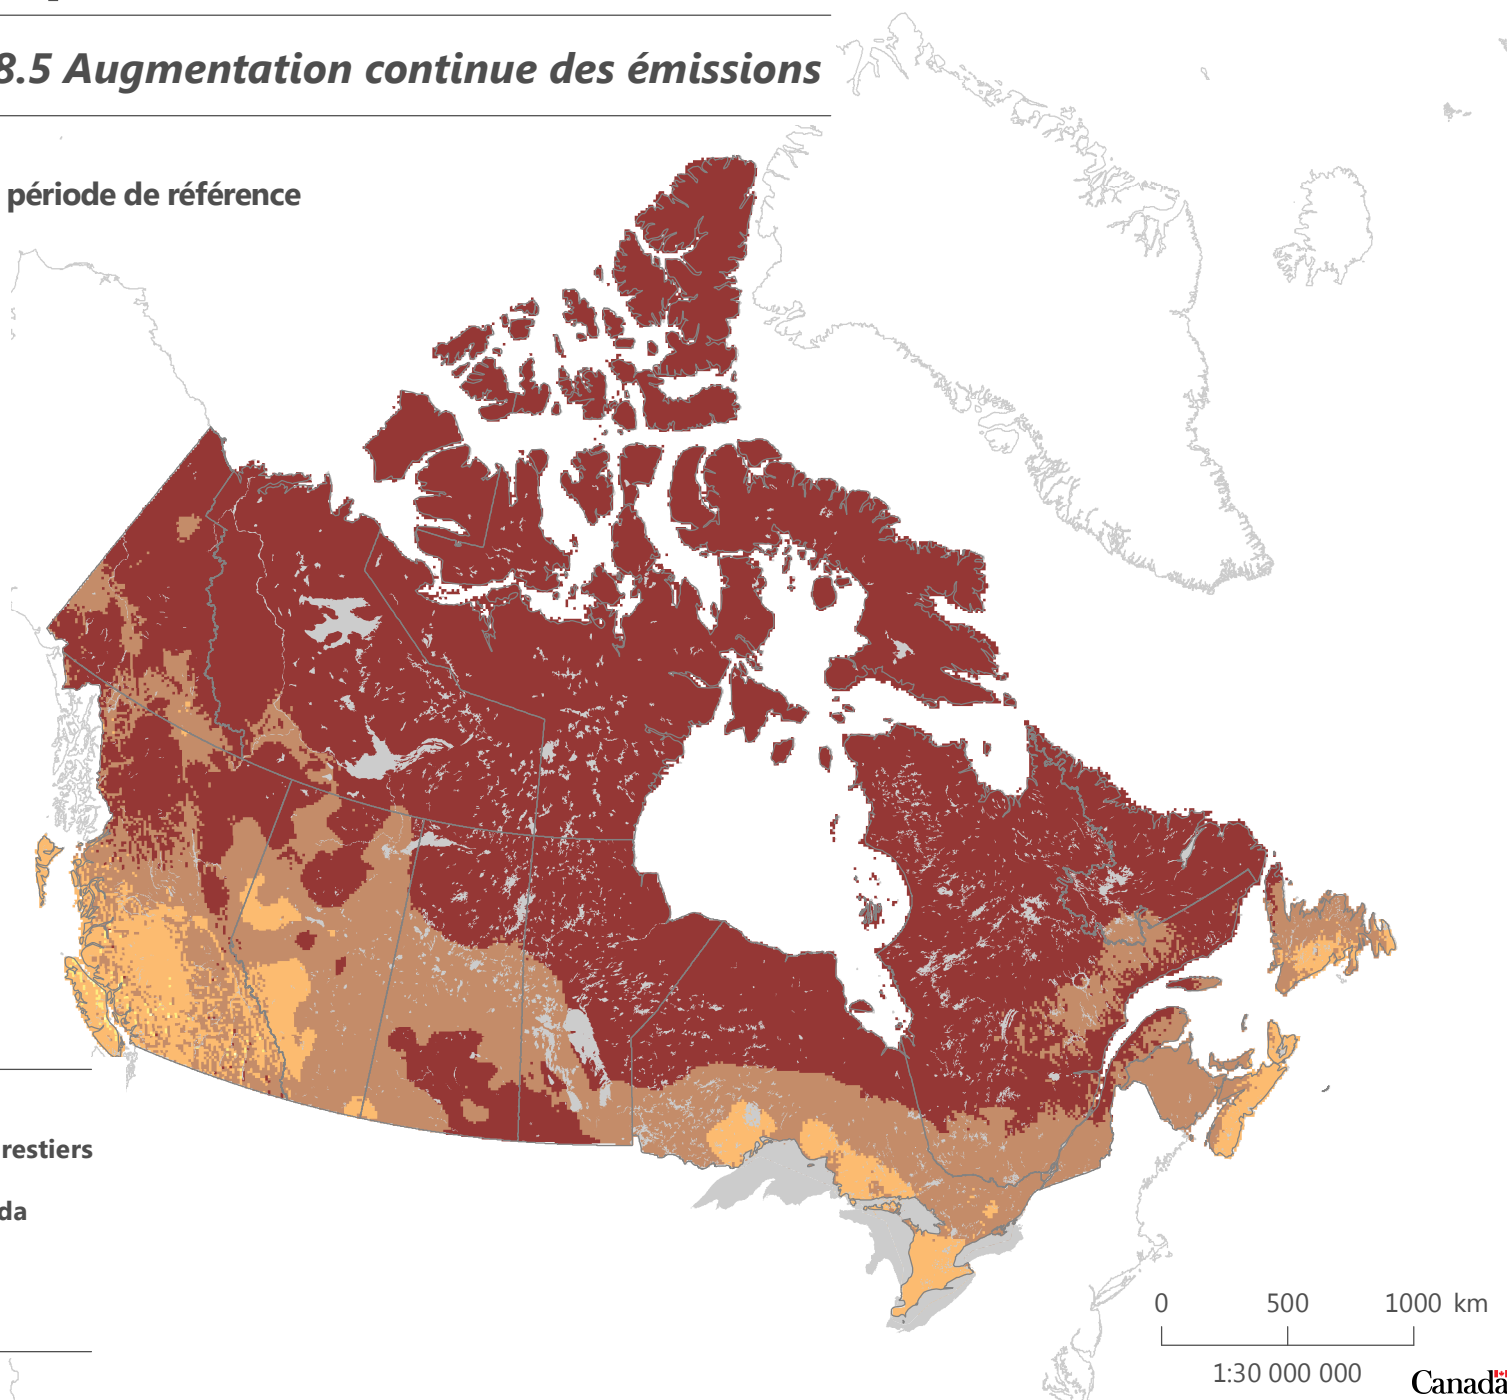 8.5 Augmentation continue des émissions
période de référence
restiers
da
0 500 1000 km
1:30 000 000
Canada